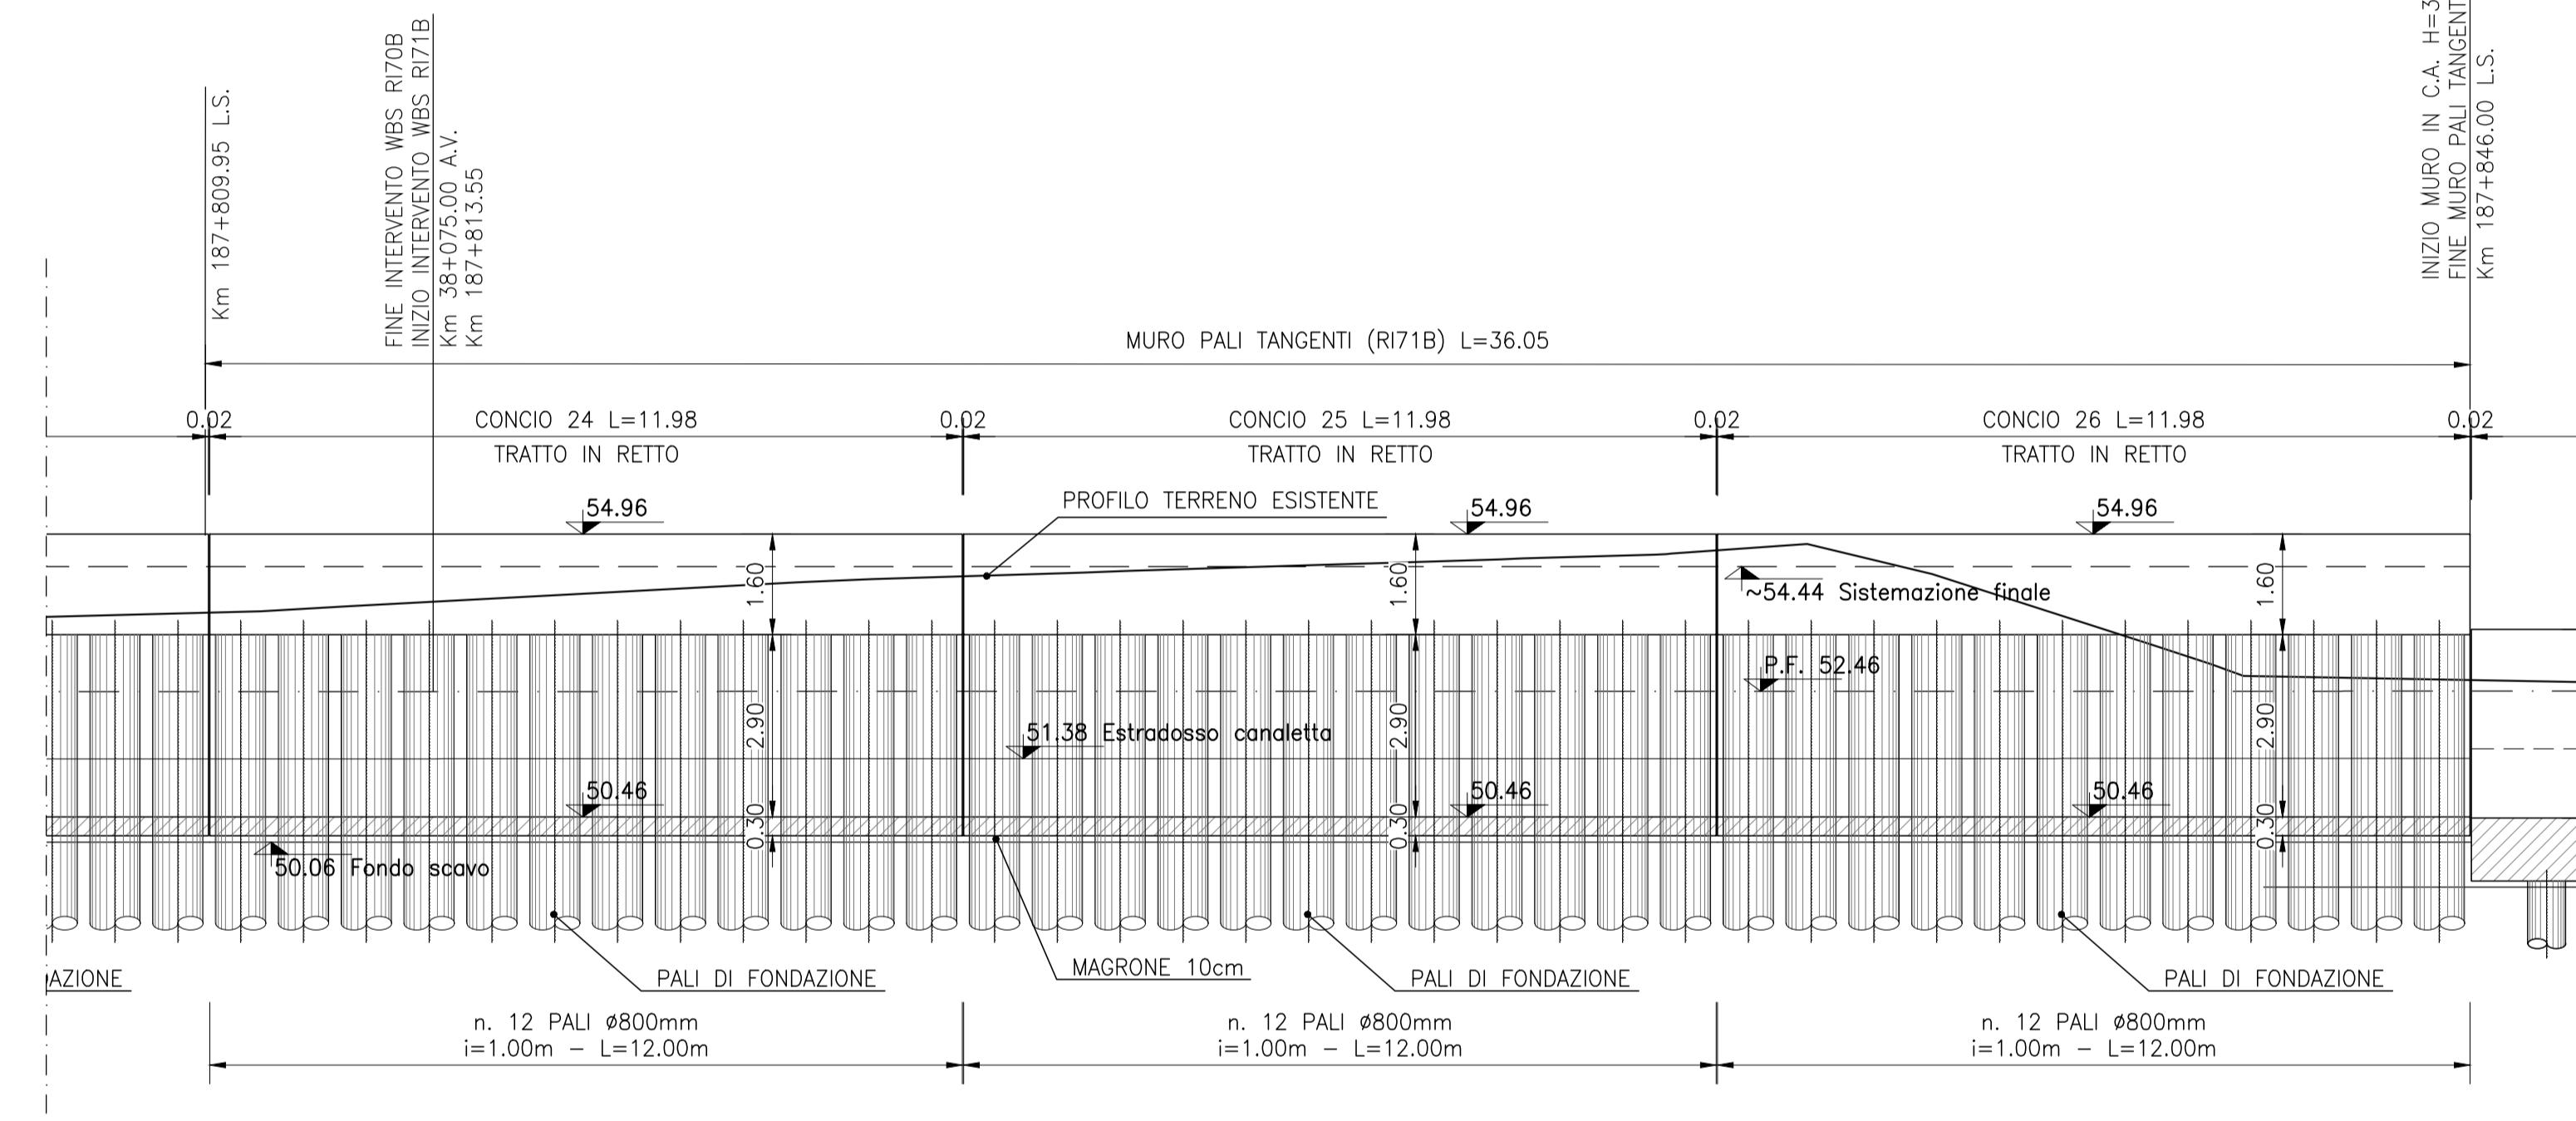 Km 187+809.95 L.S.
FINE INTERVENTO WBS RI70B
INIZIO INTERVENTO WBS RI71B
Km 38+075.00 A.V.
Km 187+813.55
INIZIO MURO IN C.A. H=3
FINE MURO PALI TANGENT
Km 187+846.00 L.S.
MURO PALI TANGENTI (RI71B) L=36.05
0.02
CONCIO 24 L=11.98
TRATTO IN RETTO
0.02
CONCIO 25 L=11.98
TRATTO IN RETTO
0.02
CONCIO 26 L=11.98
TRATTO IN RETTO
0.02
PROFILO TERRENO ESISTENTE
54.96
54.96
54.96
1.60
1.60
1.60
~54.44 Sistemazione finale
P.F. 52.46
2.90
2.90
2.90
51.38 Estradosso canaletta
50.46
50.46
50.46
0.30
0.30
0.30
50.06 Fondo scavo
AZIONE
PALI DI FONDAZIONE
MAGRONE 10cm
PALI DI FONDAZIONE
PALI DI FONDAZIONE
n. 12 PALI ø800mm
i=1.00m – L=12.00m
n. 12 PALI ø800mm
i=1.00m – L=12.00m
n. 12 PALI ø800mm
i=1.00m – L=12.00m